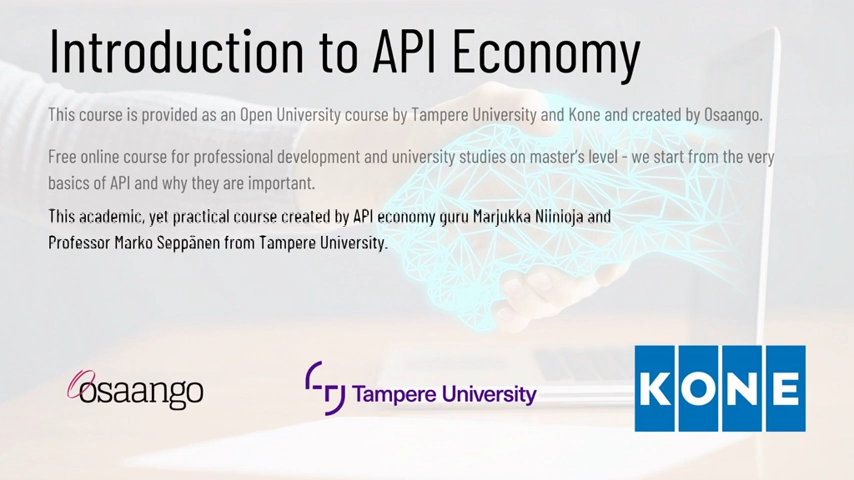 Introduction to API Economy
This course is provided as an Open University course by Tampere University and Kone and created by Osaango.
Free online course for professional development and university studies on master's level - we start from the very
basics of API and why they are important.
This academic, yet practical course created by API economy guru Marjukka Niinioja and
Professor Marko Seppänen from Tampere University.
osaango
Tampere University
KONE